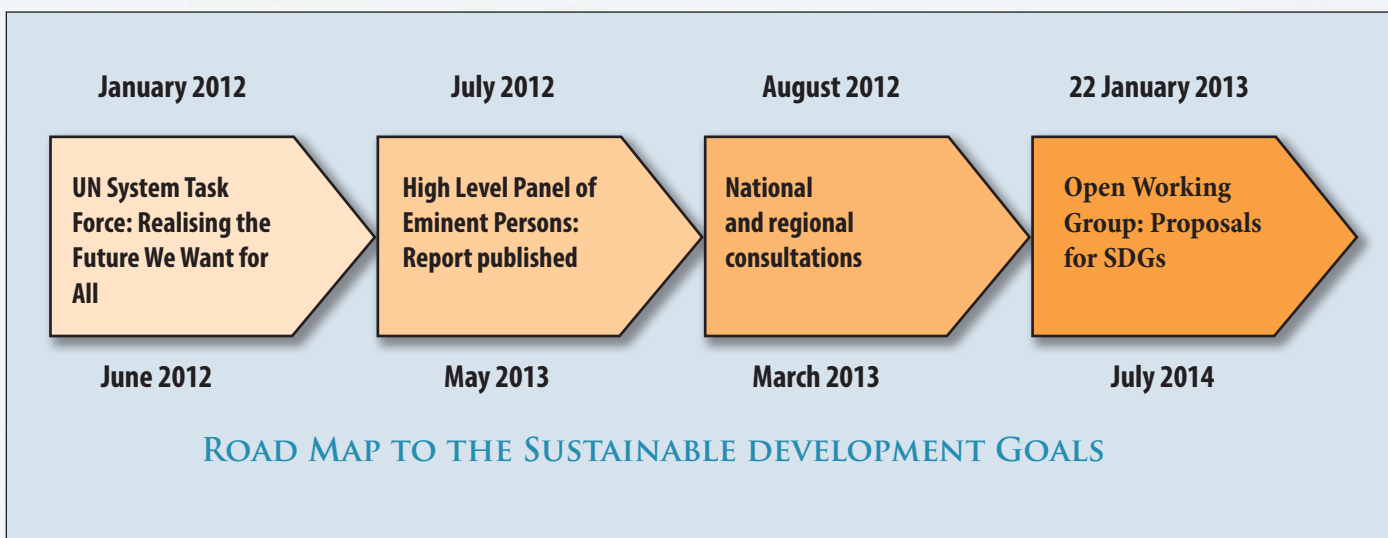 January 2012
July 2012
August 2012
22 January 2013
UN System Task
Force: Realising the
Future We Want for
All
High Level Panel of
Eminent Persons:
Report published
National
and regional
consultations
Open Working
Group: Proposals
for SDGs
June 2012
May 2013
March 2013
July 2014
Road Map to the Sustainable development Goals